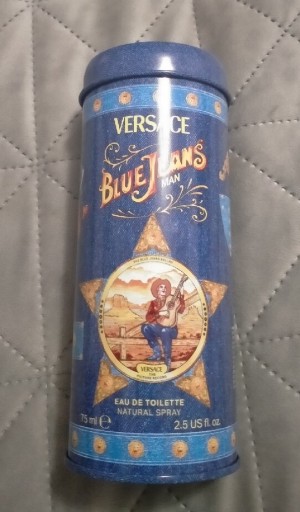 VERSACE
BLUE JEANS
MAN
VERSACE
EAU DE TOILETTE
NATURAL SPRAY
75 ml e 2.5 US fl. oz.